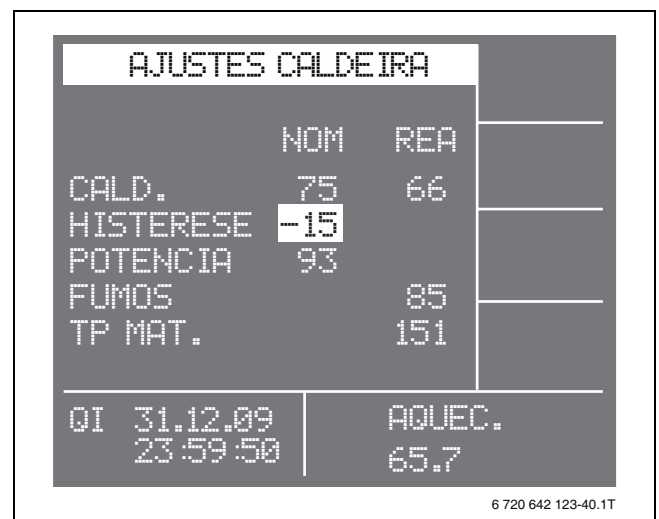 AJUSTES CALDEIRA
NOM REA
CALD. 75 66
HISTERESE -15
POTENCIA 93
FUMOS 85
TP MAT. 151
QI 31.12.09 AQUEC.
23:59:50 65.7
6 720 642 123-40.1T